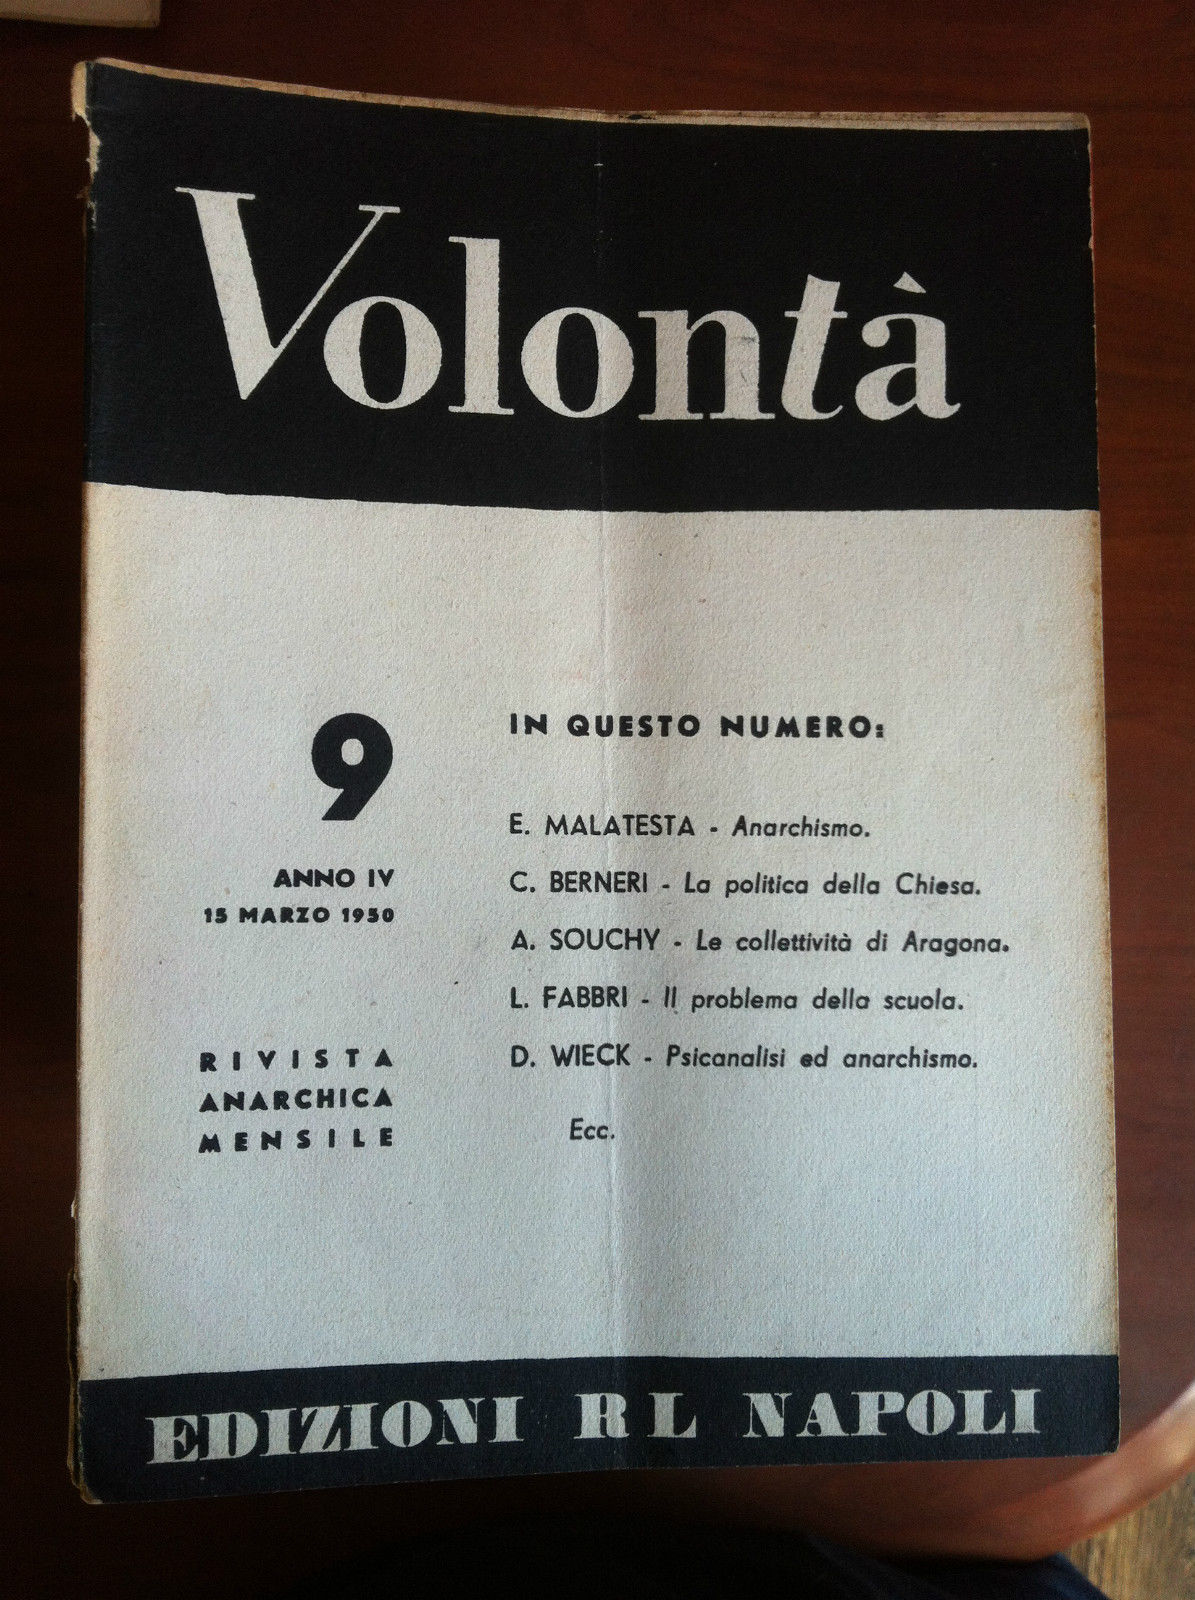 Volontà
9
ANNO IV
15 MARZO 1950
RIVISTA
ANARCHICA
MENSILE
IN QUESTO NUMERO:
E. MALATESTA - Anarchismo.
C. BERNERI - La politica della Chiesa.
A. SOUCHY - Le collettività di Aragona.
L. FABBRI - Il problema della scuola.
D. WIECK - Psicanalisi ed anarchismo.
Ecc.
EDIZIONI RL NAPOLI